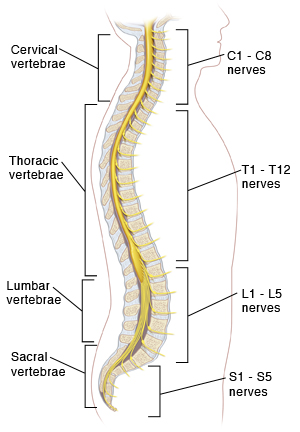 Cervical
vertebrae
C1 - C8
nerves
Thoracic
vertebrae
T1 - T12
nerves
Lumbar
vertebrae
L1 - L5
nerves
Sacral
vertebrae
S1 - S5
nerves